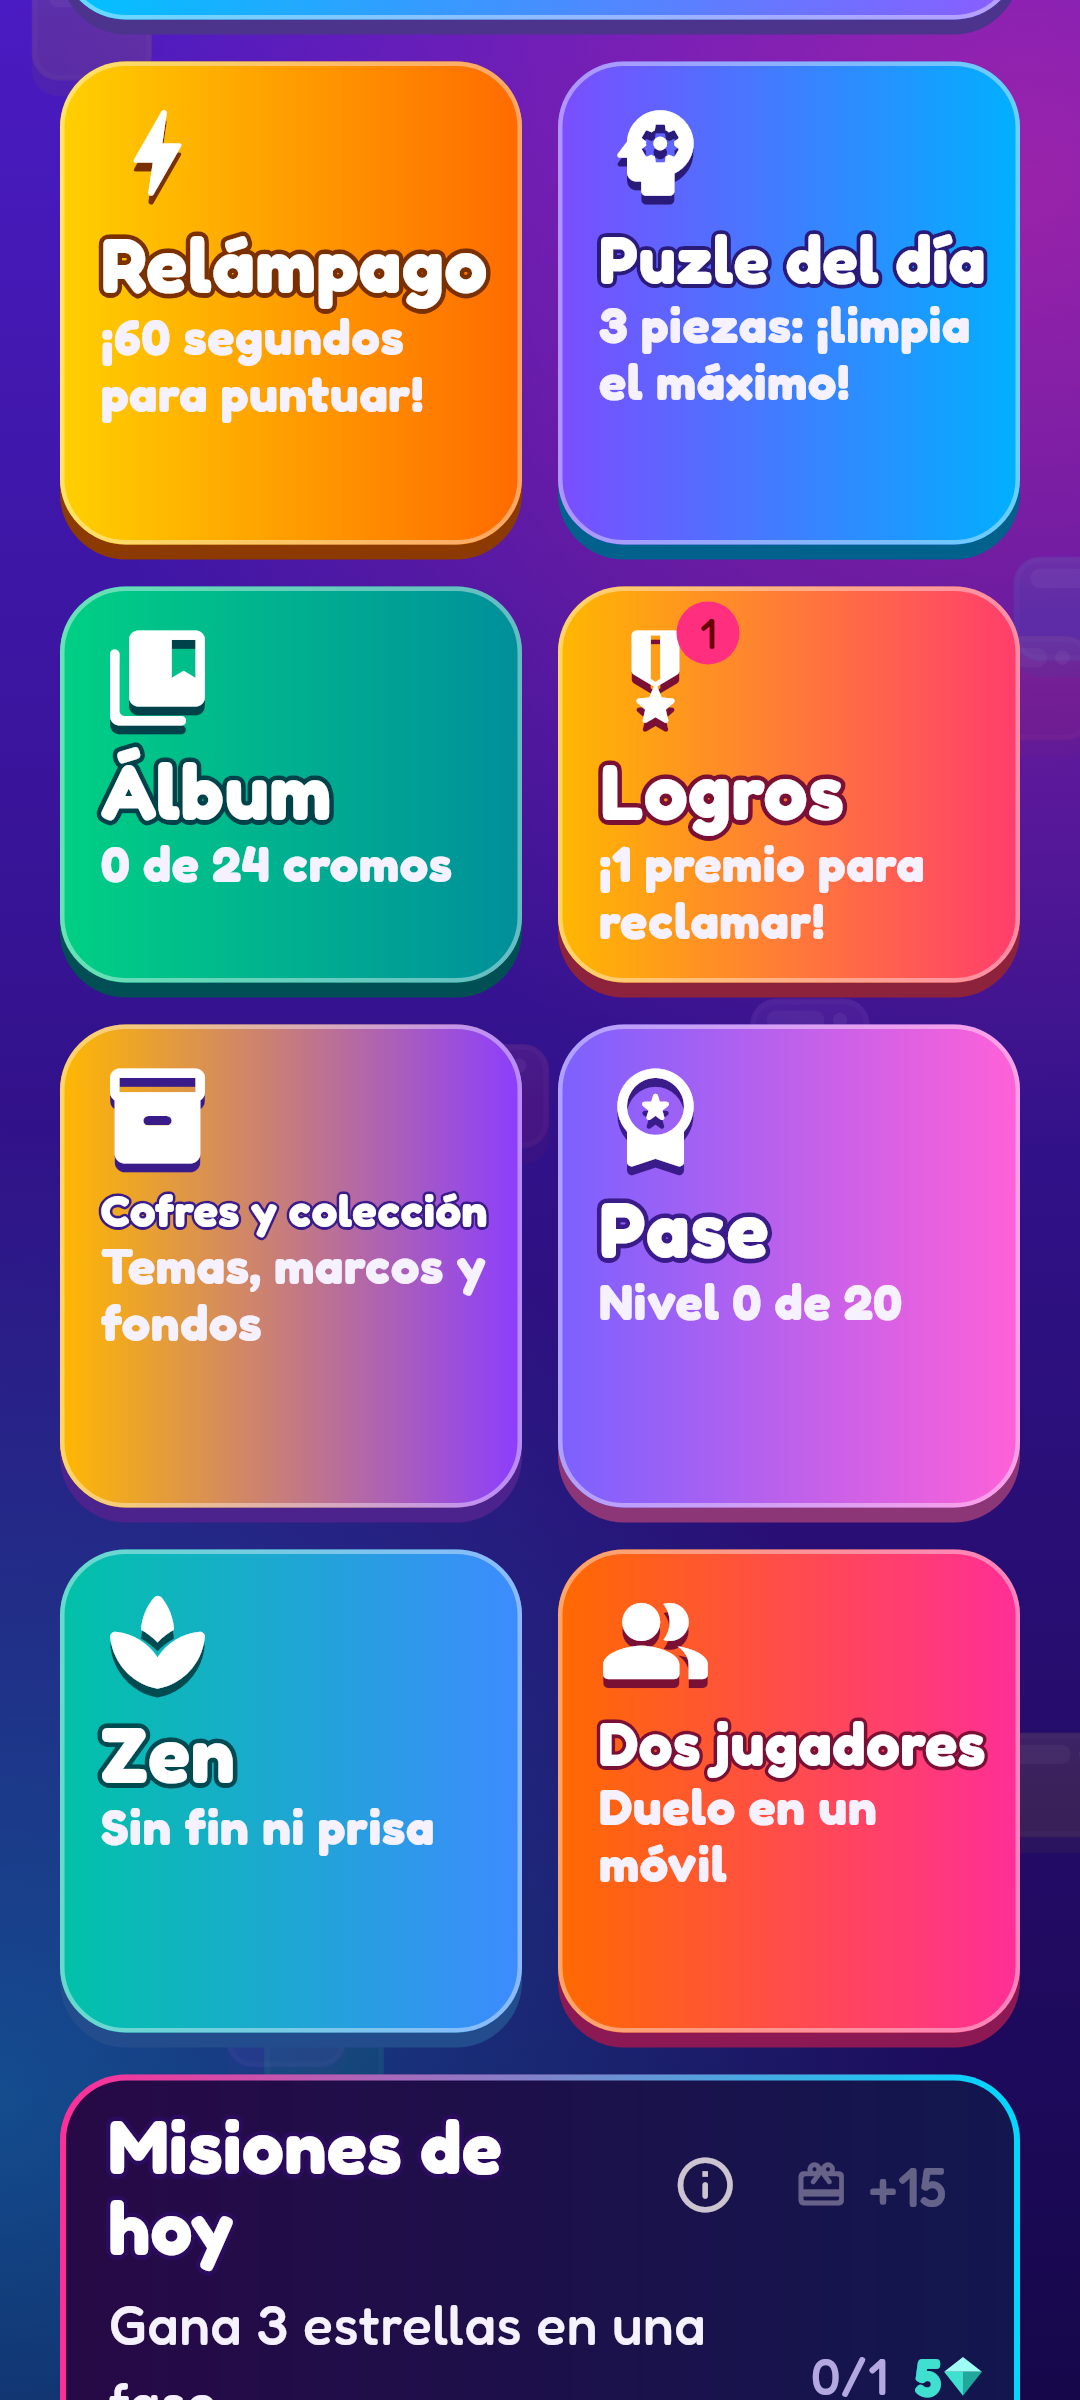 Relámpago
¡60 segundos
para puntuar!
Puzle del día
3 piezas: ¡limpia
el máximo!
Álbum
0 de 24 cromos
1
Logros
¡1 premio para
reclamar!
Cofres y colección
Temas, marcos y
fondos
Pase
Nivel 0 de 20
Zen
Sin fin ni prisa
Dos jugadores
Duelo en un
móvil
Misiones de
hoy
+15
Gana 3 estrellas en una
fase
0/1 5